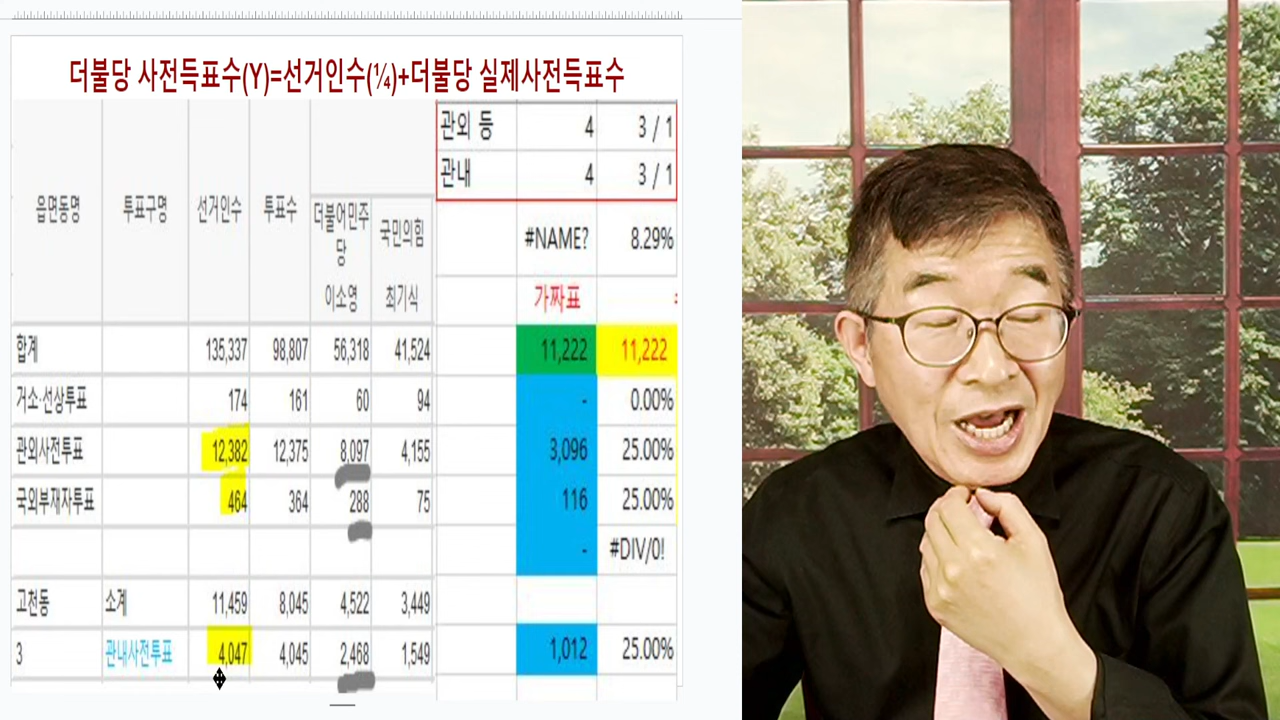 더불당 사전득표수(Y)=선거인수(¼)+더불당 실제사전득표수
관외 등 4 3 / 1
관내 4 3 / 1
읍면동명 투표구명 선거인수 투표수 더불어민주당 이소영 국민의힘 최기식
#NAME? 8.29%
가짜표
합계 135,337 98,807 56,318 41,524 11,222 11,222
거소·선상투표 174 161 60 94 - 0.00%
관외사전투표 12,382 12,375 8,097 4,155 3,096 25.00%
국외부재자투표 464 364 288 75 116 25.00%
- #DIV/0!
고천동 소계 11,459 8,045 4,522 3,449
3 관내사전투표 4,047 4,045 2,468 1,549 1,012 25.00%